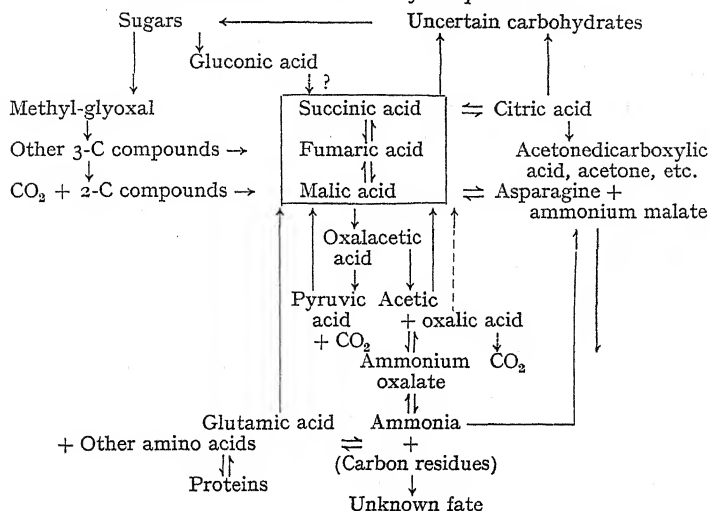 Sugars Uncertain carbohydrates
Gluconic acid
?
Methyl-glyoxal Succinic acid ⇌ Citric acid
Other 3-C compounds → Fumaric acid Acetonedicarboxylic
acid, acetone, etc.
CO₂ + 2-C compounds → Malic acid ⇌ Asparagine +
ammonium malate
Oxalacetic
acid
Pyruvic Acetic
acid + oxalic acid
+ CO₂
Ammonium CO₂
oxalate
Glutamic acid Ammonia
+ Other amino acids ⇌ +
(Carbon residues)
Proteins
Unknown fate